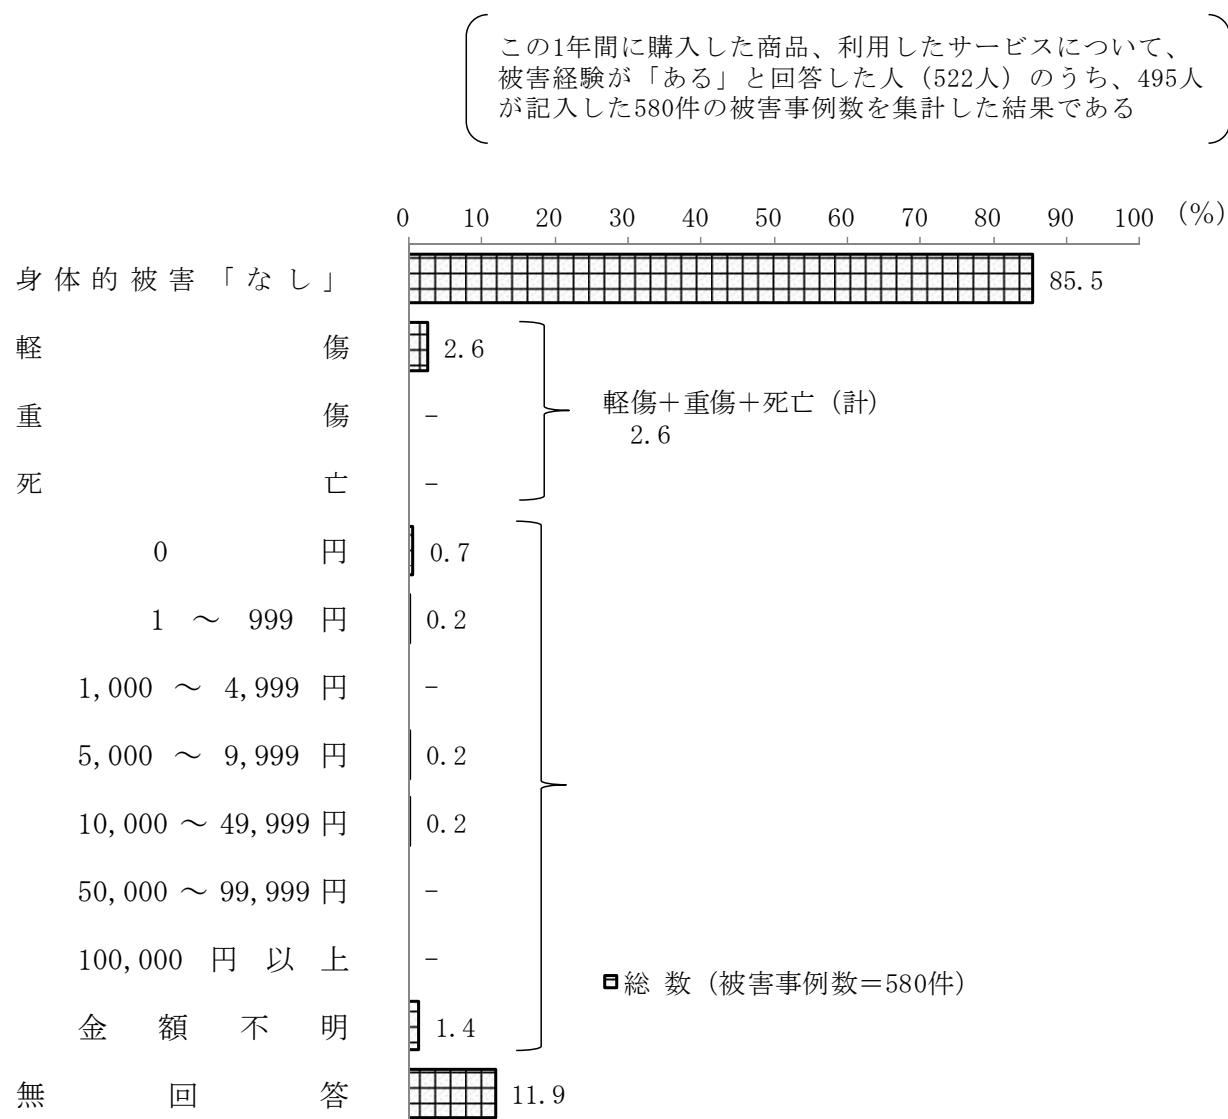 この1年間に購入した商品、利用したサービスについて、
被害経験が「ある」と回答した人（522人）のうち、495人
が記入した580件の被害事例数を集計した結果である
0 10 20 30 40 50 60 70 80 90 100 (%)
身体的被害「なし」 85.5
軽傷 2.6
重傷 -
軽傷＋重傷＋死亡（計）
2.6
死亡 -
0円 0.7
1 ～ 999 円 0.2
1,000 ～ 4,999 円 -
5,000 ～ 9,999 円 0.2
10,000 ～ 49,999 円 0.2
50,000 ～ 99,999 円 -
100,000 円以上 -
総 数（被害事例数＝580件）
金額不明 1.4
無回答 11.9